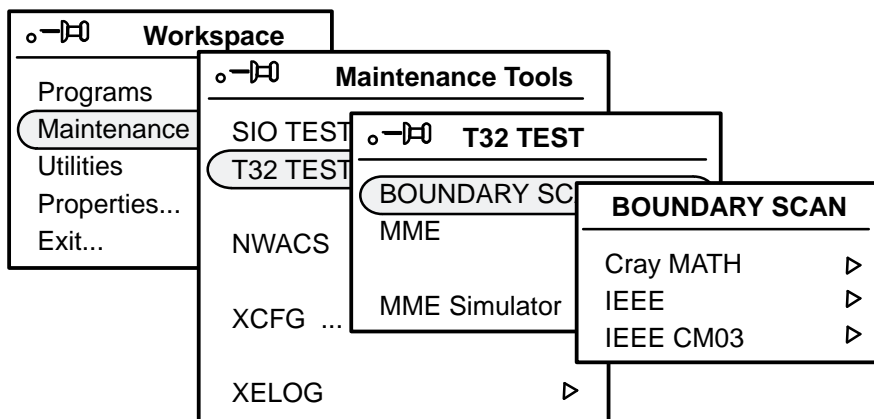 Workspace
Programs
Maintenance
Utilities
Properties...
Exit...
Maintenance Tools
SIO TEST
T32 TEST
NWACS
XCFG ...
XELOG
T32 TEST
BOUNDARY SC
MME
MME Simulator
BOUNDARY SCAN
Cray MATH
IEEE
IEEE CM03